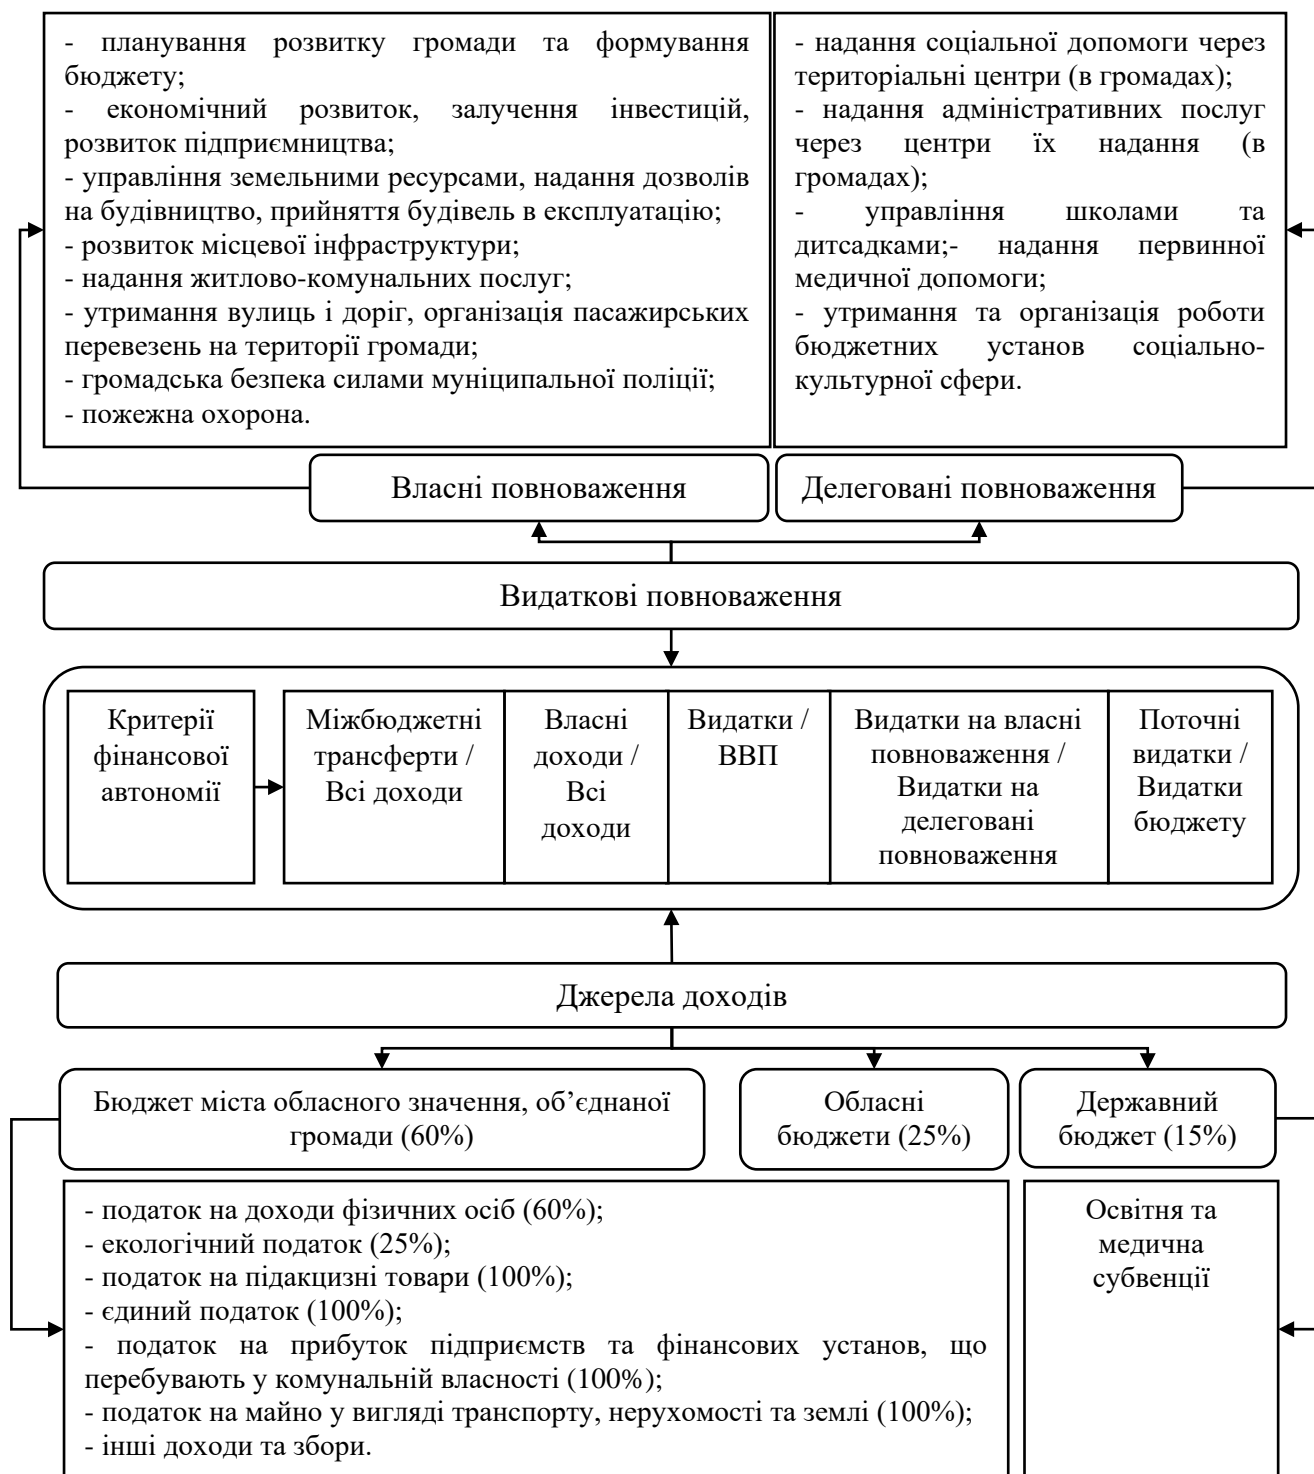 - планування розвитку громади та формування
бюджету;
- економічний розвиток, залучення інвестицій,
розвиток підприємництва;
- управління земельними ресурсами, надання дозволів
на будівництво, прийняття будівель в експлуатацію;
- розвиток місцевої інфраструктури;
- надання житлово-комунальних послуг;
- утримання вулиць і доріг, організація пасажирських
перевезень на території громади;
- громадська безпека силами муніципальної поліції;
- пожежна охорона.
- надання соціальної допомоги через
територіальні центри (в громадах);
- надання адміністративних послуг
через центри їх надання (в
громадах);
- управління школами та
дитсадками;- надання первинної
медичної допомоги;
- утримання та організація роботи
бюджетних установ соціально-
культурної сфери.
Власні повноваження
Делеговані повноваження
Видаткові повноваження
Критерії
фінансової
автономії
Міжбюджетні
трансферти /
Всі доходи
Власні
доходи /
Всі
доходи
Видатки /
ВВП
Видатки на власні
повноваження /
Видатки на
делеговані
повноваження
Поточні
видатки /
Видатки
бюджету
Джерела доходів
Бюджет міста обласного значення, об’єднаної
громади (60%)
Обласні
бюджети (25%)
Державний
бюджет (15%)
- податок на доходи фізичних осіб (60%);
- екологічний податок (25%);
- податок на підакцизні товари (100%);
- єдиний податок (100%);
- податок на прибуток підприємств та фінансових установ, що
перебувають у комунальній власності (100%);
- податок на майно у вигляді транспорту, нерухомості та землі (100%);
- інші доходи та збори.
Освітня та
медична
субвенції